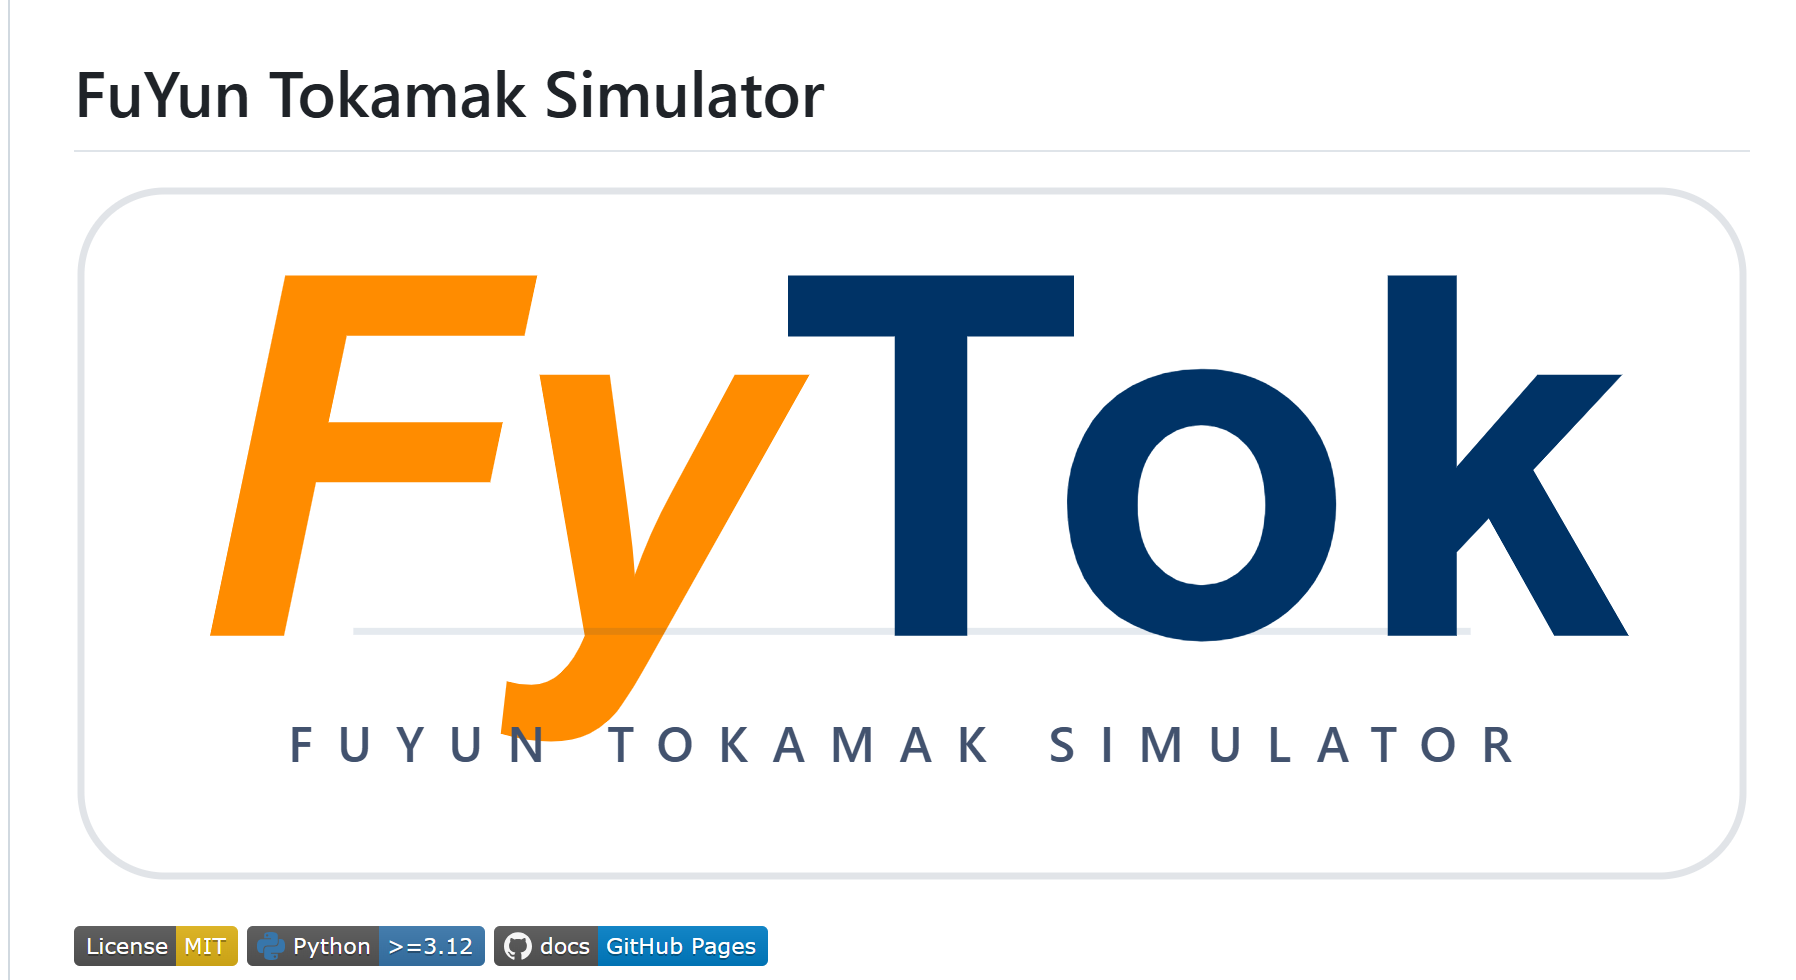 FuYun Tokamak Simulator
FyTok
FUYUN TOKAMAK SIMULATOR
License MIT Python >=3.12 docs GitHub Pages